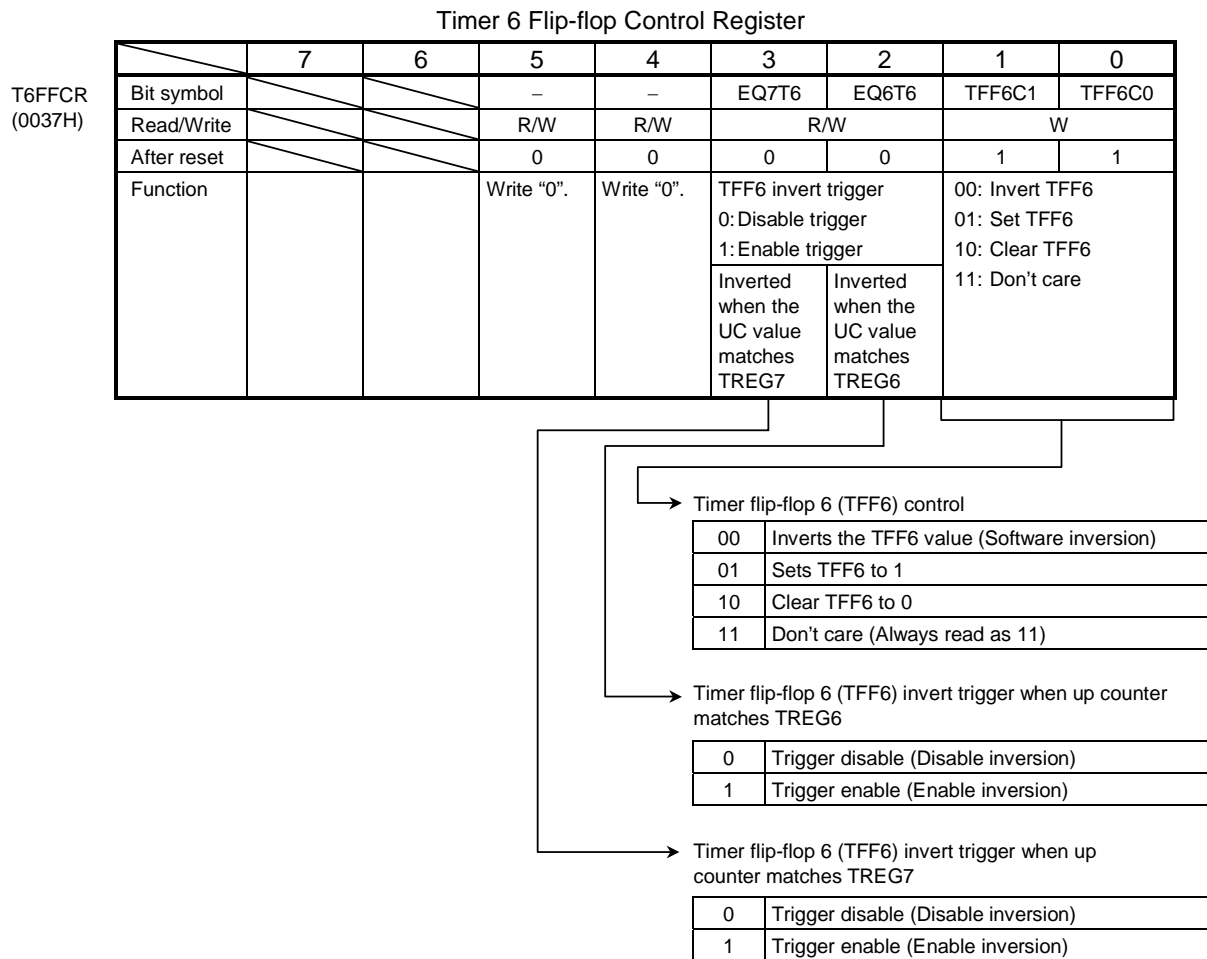 Timer 6 Flip-flop Control Register
7 6 5 4 3 2 1 0
T6FFCR
(0037H)
Bit symbol – – EQ7T6 EQ6T6 TFF6C1 TFF6C0
Read/Write R/W R/W R/W W
After reset 0 0 0 0 1 1
Function
Write “0”.
Write “0”.
TFF6 invert trigger
0: Disable trigger
1: Enable trigger
Inverted
when the
UC value
matches
TREG7
Inverted
when the
UC value
matches
TREG6
00: Invert TFF6
01: Set TFF6
10: Clear TFF6
11: Don’t care
Timer flip-flop 6 (TFF6) control
00 Inverts the TFF6 value (Software inversion)
01 Sets TFF6 to 1
10 Clear TFF6 to 0
11 Don’t care (Always read as 11)
Timer flip-flop 6 (TFF6) invert trigger when up counter
matches TREG6
0 Trigger disable (Disable inversion)
1 Trigger enable (Enable inversion)
Timer flip-flop 6 (TFF6) invert trigger when up
counter matches TREG7
0 Trigger disable (Disable inversion)
1 Trigger enable (Enable inversion)